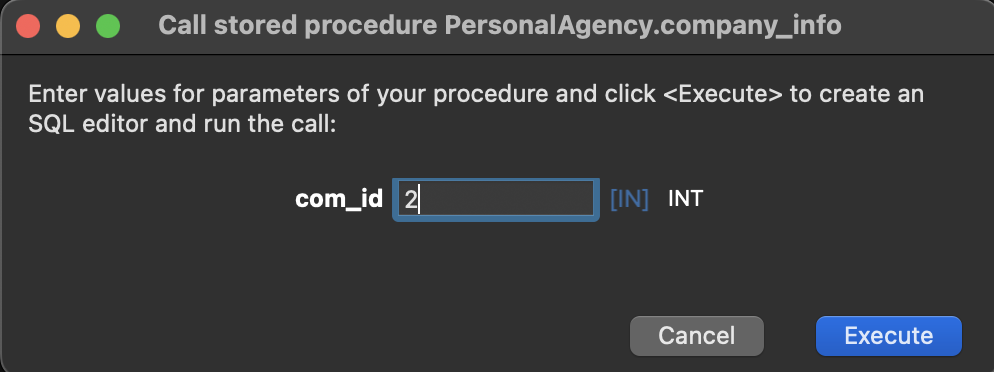 Call stored procedure PersonalAgency.company_info
Enter values for parameters of your procedure and click <Execute> to create an
SQL editor and run the call:
com_id 2 [IN] INT
Cancel Execute